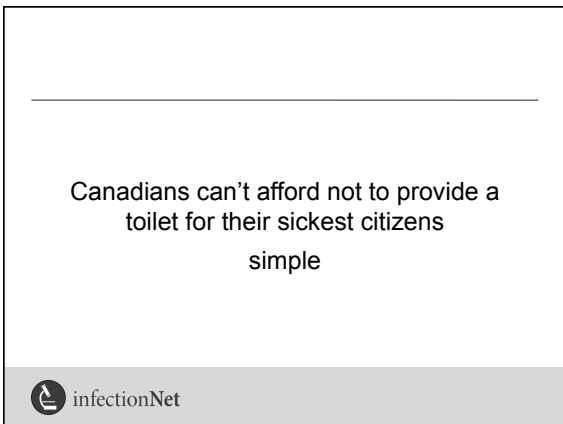 Canadians can’t afford not to provide a
toilet for their sickest citizens
simple
infectionNet